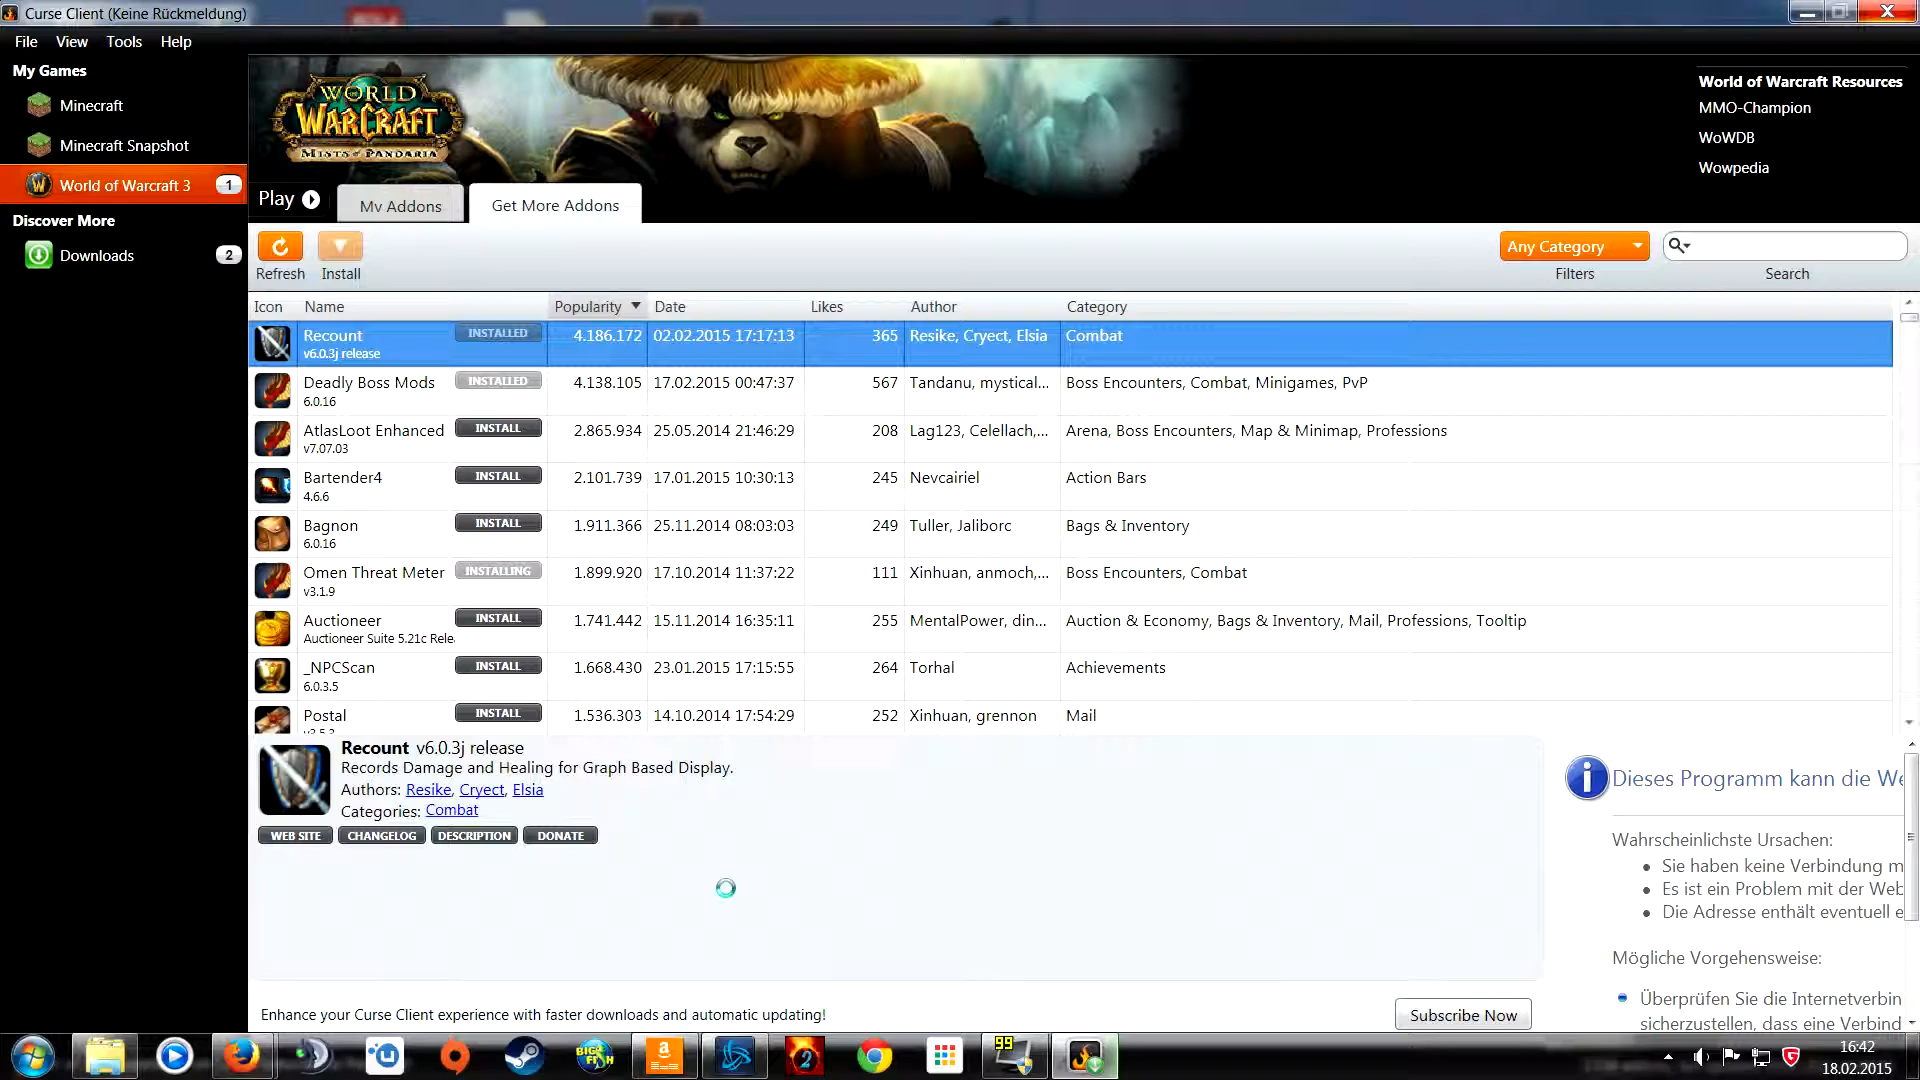 Curse Client (Keine Rückmeldung)
File View Tools Help
My Games
Minecraft
Minecraft Snapshot
World of Warcraft 3 1
Discover More
Downloads 2
WORLD OF WARCRAFT
MISTS OF PANDARIA
World of Warcraft Resources
MMO-Champion
WoWDB
Wowpedia
Play My Addons Get More Addons
Any Category
Refresh Install Filters Search
Icon Name Popularity Date Likes Author Category
Recount INSTALLED 4.186.172 02.02.2015 17:17:13 365 Resike, Cryect, Elsia Combat
v6.0.3j release
Deadly Boss Mods INSTALLED 4.138.105 17.02.2015 00:47:37 567 Tandanu, mystical... Boss Encounters, Combat, Minigames, PvP
6.0.16
AtlasLoot Enhanced INSTALL 2.865.934 25.05.2014 21:46:29 208 Lag123, Celellach,... Arena, Boss Encounters, Map & Minimap, Professions
v7.07.03
Bartender4 INSTALL 2.101.739 17.01.2015 10:30:13 245 Nevcairiel Action Bars
4.6.6
Bagnon INSTALL 1.911.366 25.11.2014 08:03:03 249 Tuller, Jaliborc Bags & Inventory
6.0.16
Omen Threat Meter INSTALLING 1.899.920 17.10.2014 11:37:22 111 Xinhuan, anmoch,... Boss Encounters, Combat
v3.1.9
Auctioneer INSTALL 1.741.442 15.11.2014 16:35:11 255 MentalPower, din... Auction & Economy, Bags & Inventory, Mail, Professions, Tooltip
Auctioneer Suite 5.21c Rele
_NPCScan INSTALL 1.668.430 23.01.2015 17:15:55 264 Torhal Achievements
6.0.3.5
Postal INSTALL 1.536.303 14.10.2014 17:54:29 252 Xinhuan, grennon Mail
Recount v6.0.3j release
Records Damage and Healing for Graph Based Display.
Authors: Resike, Cryect, Elsia
Categories: Combat
WEB SITE CHANGELOG DESCRIPTION DONATE
Dieses Programm kann die We
Wahrscheinlichste Ursachen:
Sie haben keine Verbindung m
Es ist ein Problem mit der Web
Die Adresse enthält eventuell e
Mögliche Vorgehensweise:
Überprüfen Sie die Internetverbin
sicherzustellen, dass eine Verbind
Enhance your Curse Client experience with faster downloads and automatic updating!
Subscribe Now
BIG FISH
99
16:42
18.02.2015